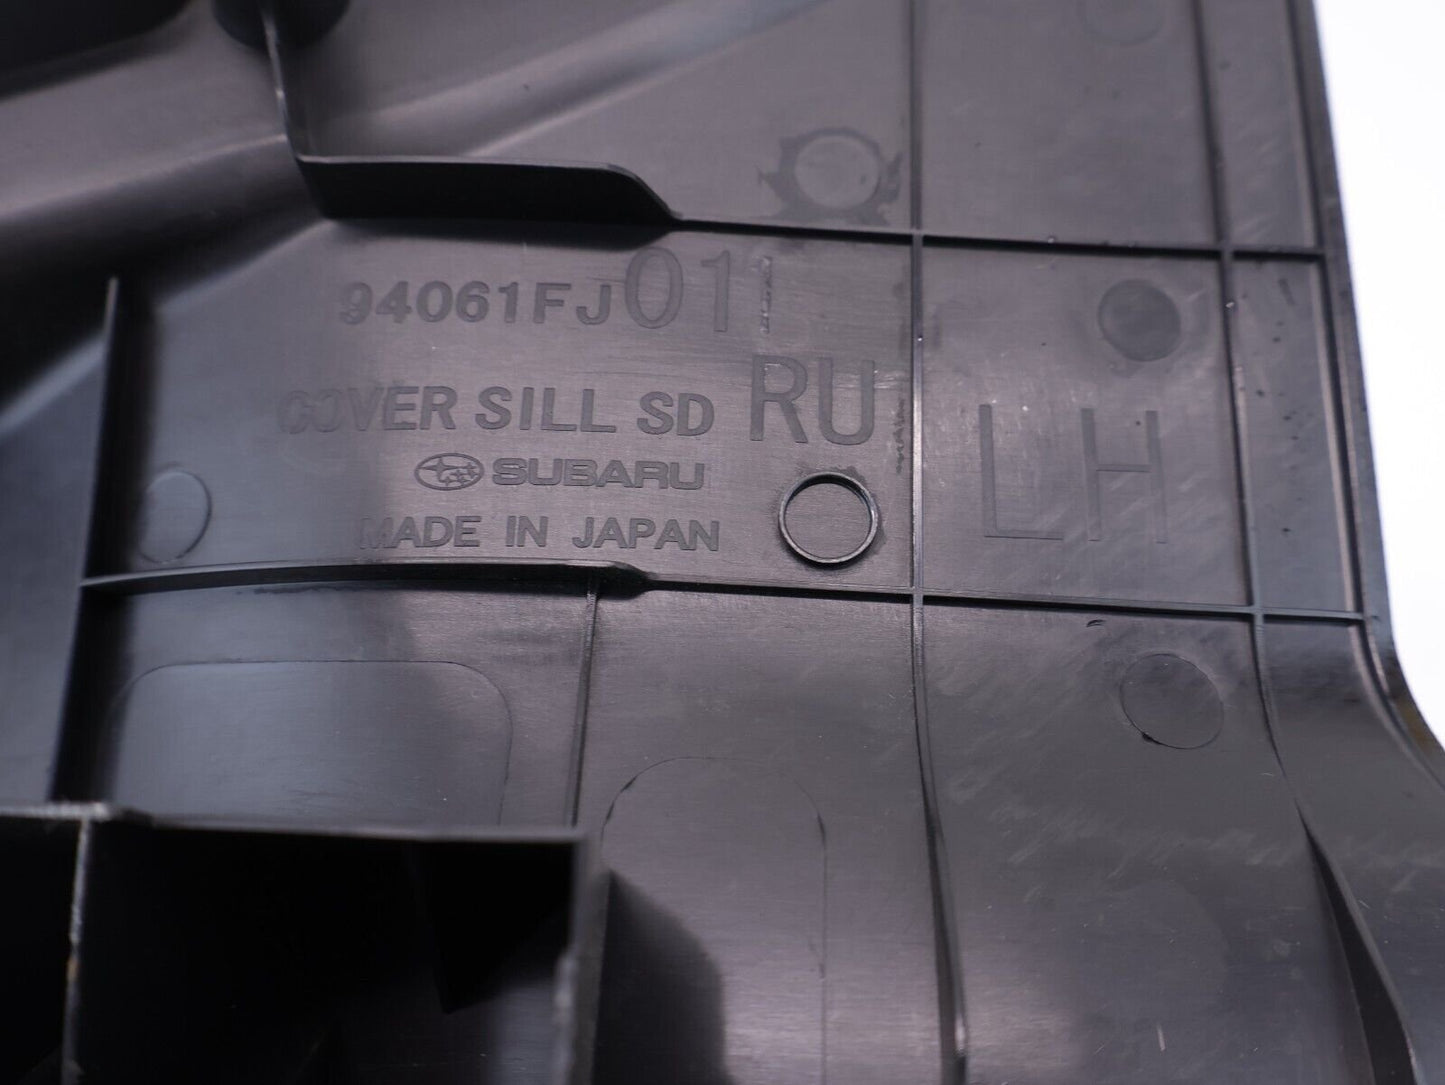 94061FJ011
COVER SILL SD RU
LH
SUBARU
MADE IN JAPAN